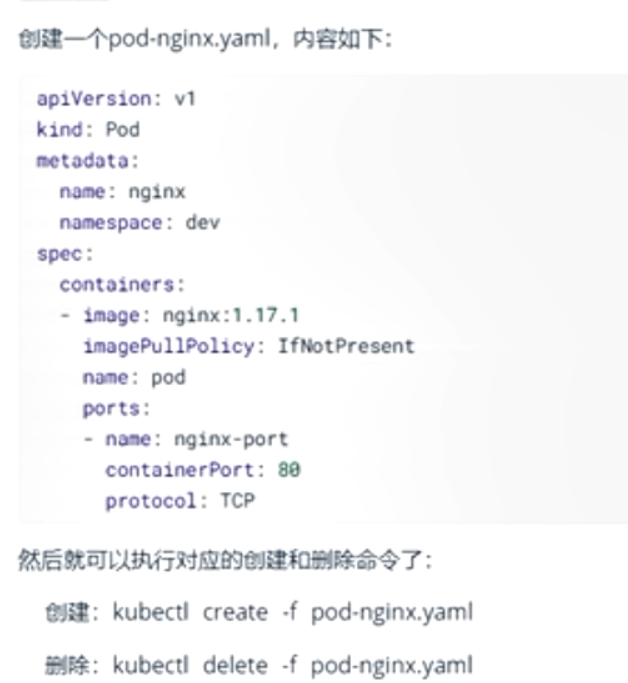 创建一个pod-nginx.yaml，内容如下：
apiVersion: v1
kind: Pod
metadata:
  name: nginx
  namespace: dev
spec:
  containers:
  - image: nginx:1.17.1
    imagePullPolicy: IfNotPresent
    name: pod
    ports:
    - name: nginx-port
      containerPort: 80
      protocol: TCP
然后就可以执行对应的创建和删除命令了：
创建：kubectl create -f pod-nginx.yaml
删除：kubectl delete -f pod-nginx.yaml